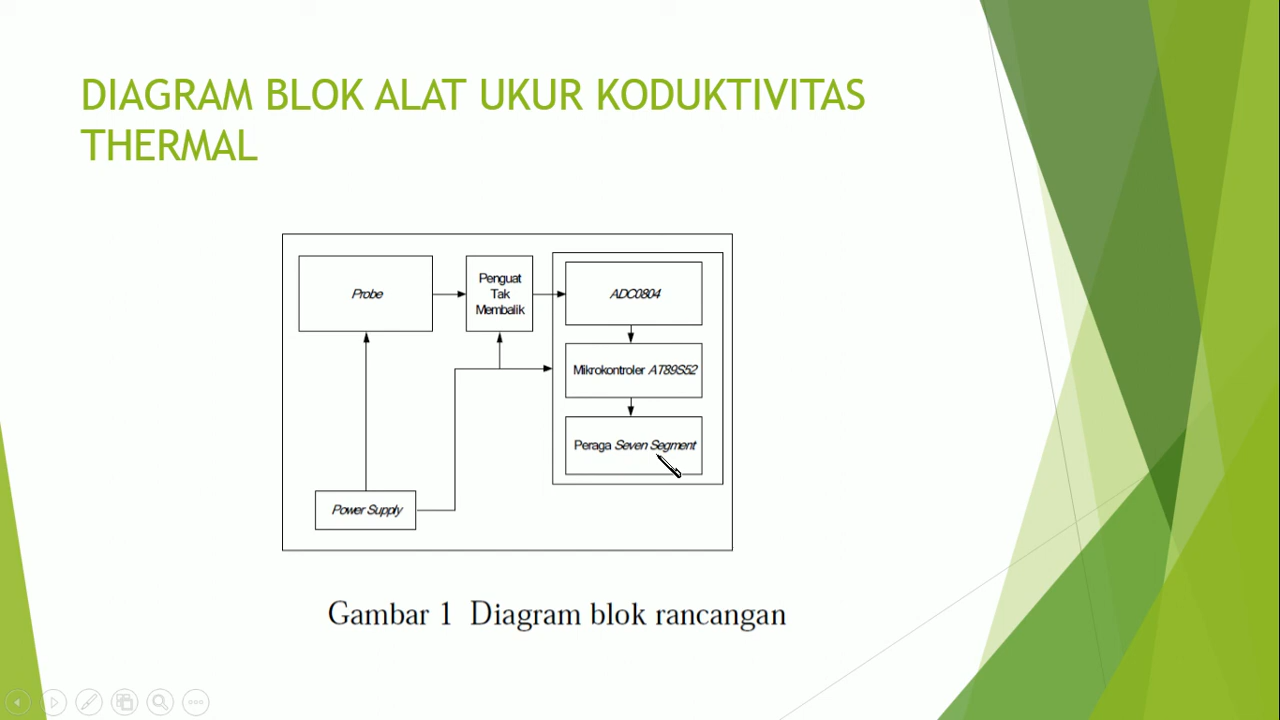 DIAGRAM BLOK ALAT UKUR KODUKTIVITAS
THERMAL
Probe
Penguat
Tak
Membalik
ADC0804
Mikrokontroler AT89S52
Peraga Seven Segment
Power Supply
Gambar 1 Diagram blok rancangan